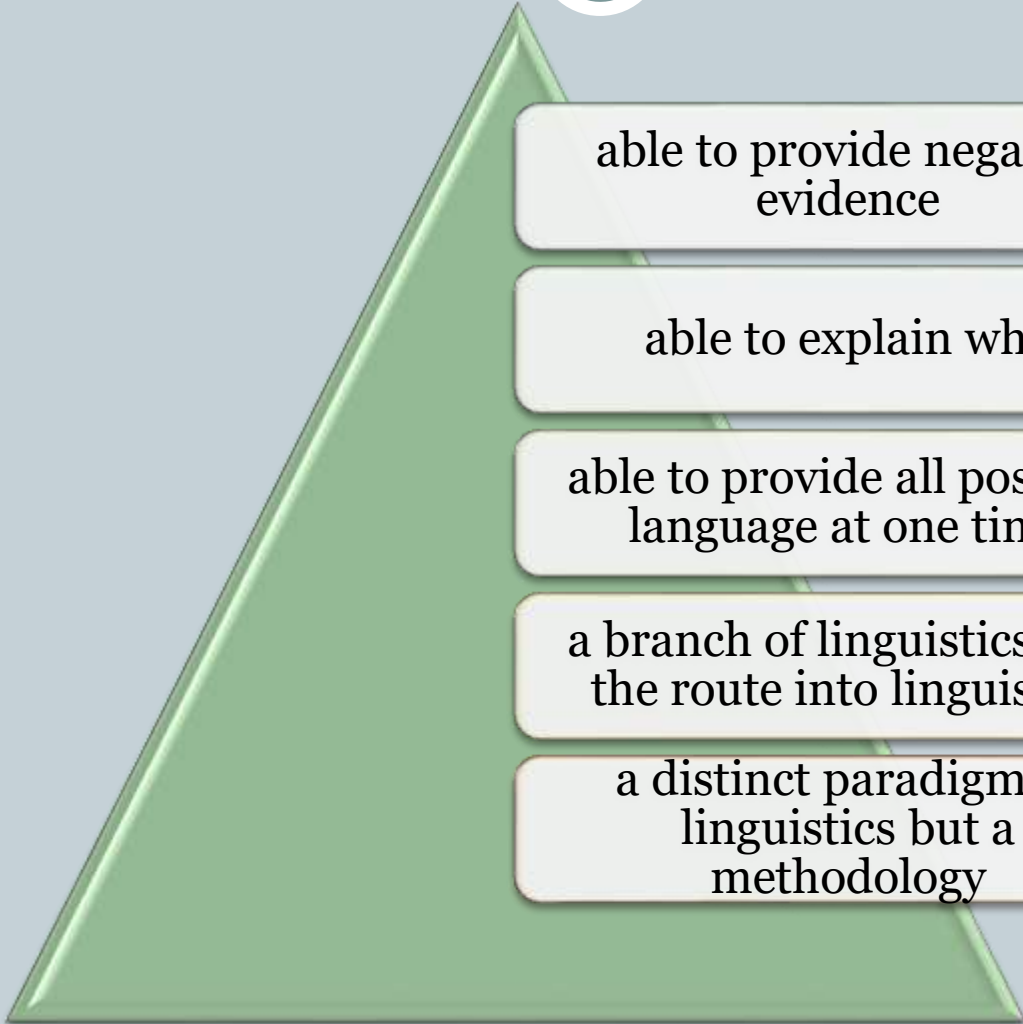 able to provide nega
evidence
able to explain wh
able to provide all pos
language at one tin
a branch of linguistics
the route into linguis
a distinct paradigm
linguistics but a
methodology